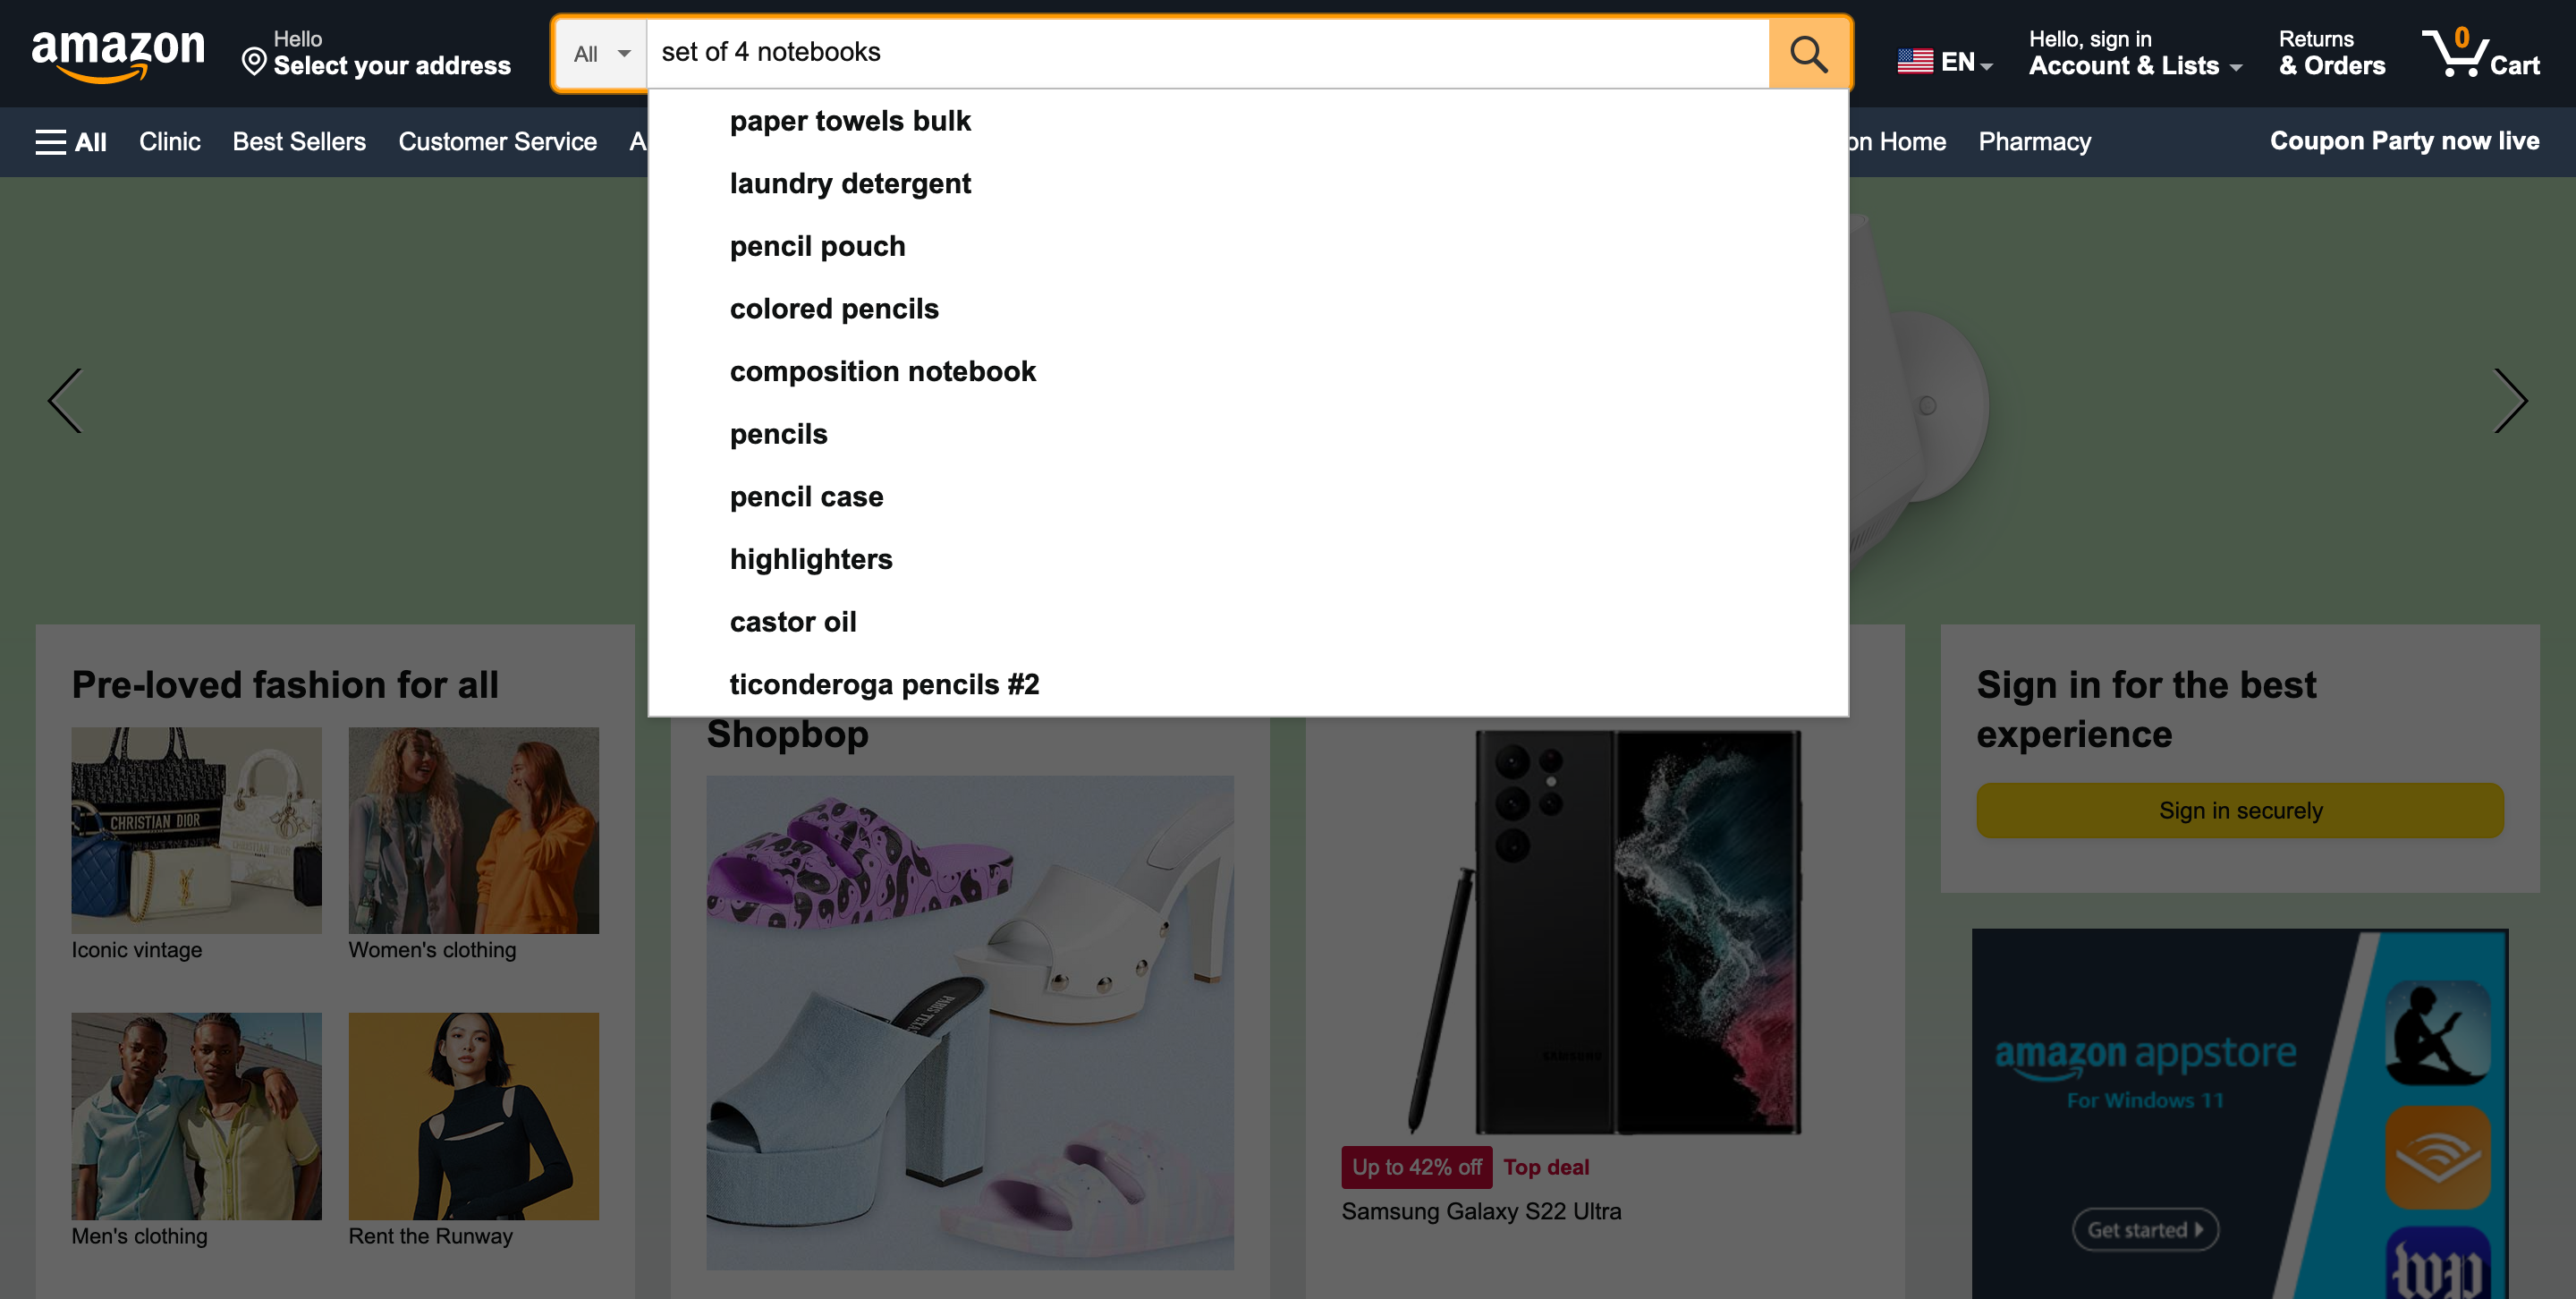 amazon
Hello
Select your address
All
set of 4 notebooks
EN
Hello, sign in
Account & Lists
Returns
& Orders
0
Cart
All
Clinic
Best Sellers
Customer Service
A
on Home
Pharmacy
Coupon Party now live
paper towels bulk
laundry detergent
pencil pouch
colored pencils
composition notebook
pencils
pencil case
highlighters
castor oil
ticonderoga pencils #2
Pre-loved fashion for all
CHRISTIAN DIOR
Iconic vintage
Women's clothing
Men's clothing
Rent the Runway
Shopbop
PARIS TEXAS
SAMSUNG
Up to 42% off
Top deal
Samsung Galaxy S22 Ultra
Sign in for the best
experience
Sign in securely
amazon appstore
For Windows 11
Get started
wp